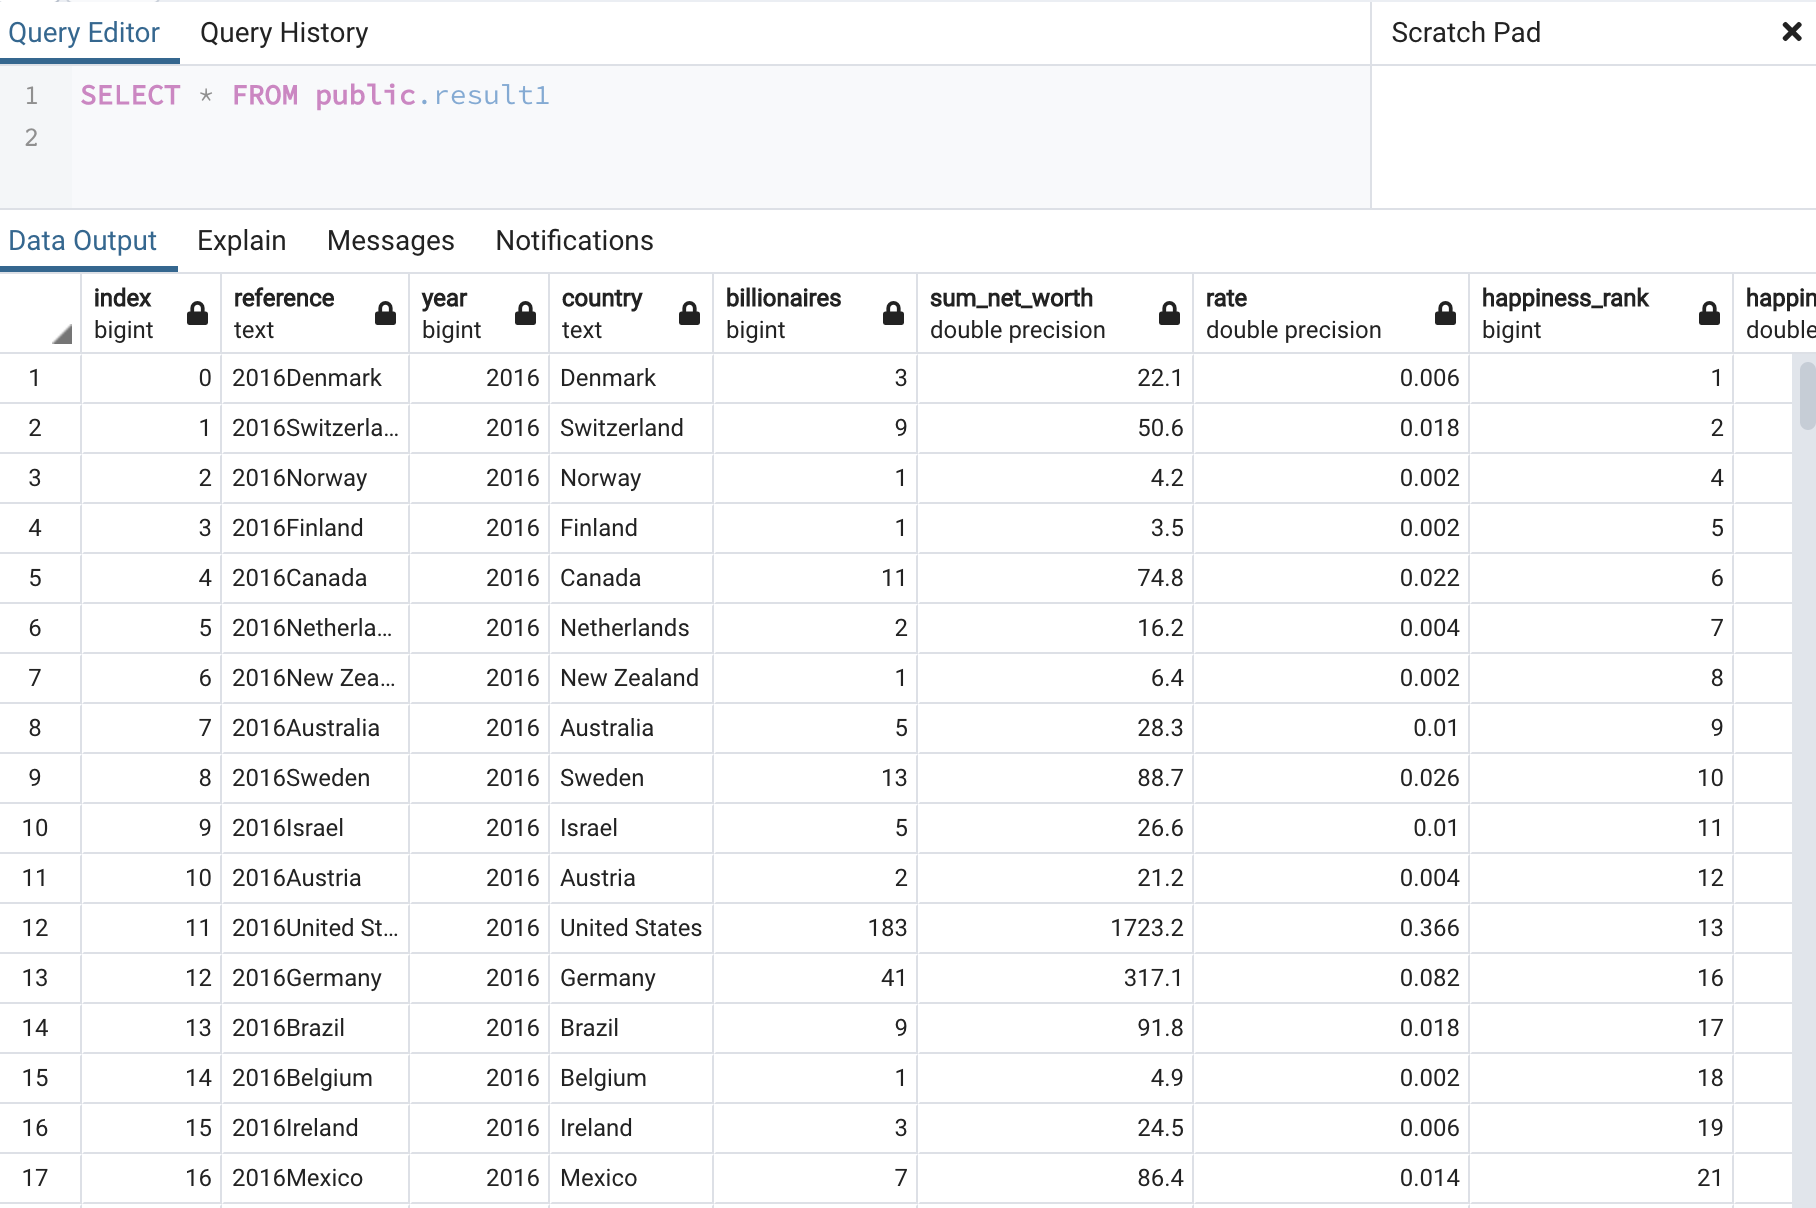 Query Editor Query History Scratch Pad
1 SELECT * FROM public.result1
2
Data Output Explain Messages Notifications
index reference year country billionaires sum_net_worth rate happiness_rank happin
bigint text bigint text bigint double precision double precision bigint double
1 0 2016Denmark 2016 Denmark 3 22.1 0.006 1
2 1 2016Switzerla... 2016 Switzerland 9 50.6 0.018 2
3 2 2016Norway 2016 Norway 1 4.2 0.002 4
4 3 2016Finland 2016 Finland 1 3.5 0.002 5
5 4 2016Canada 2016 Canada 11 74.8 0.022 6
6 5 2016Netherla... 2016 Netherlands 2 16.2 0.004 7
7 6 2016New Zea... 2016 New Zealand 1 6.4 0.002 8
8 7 2016Australia 2016 Australia 5 28.3 0.01 9
9 8 2016Sweden 2016 Sweden 13 88.7 0.026 10
10 9 2016Israel 2016 Israel 5 26.6 0.01 11
11 10 2016Austria 2016 Austria 2 21.2 0.004 12
12 11 2016United St... 2016 United States 183 1723.2 0.366 13
13 12 2016Germany 2016 Germany 41 317.1 0.082 16
14 13 2016Brazil 2016 Brazil 9 91.8 0.018 17
15 14 2016Belgium 2016 Belgium 1 4.9 0.002 18
16 15 2016Ireland 2016 Ireland 3 24.5 0.006 19
17 16 2016Mexico 2016 Mexico 7 86.4 0.014 21